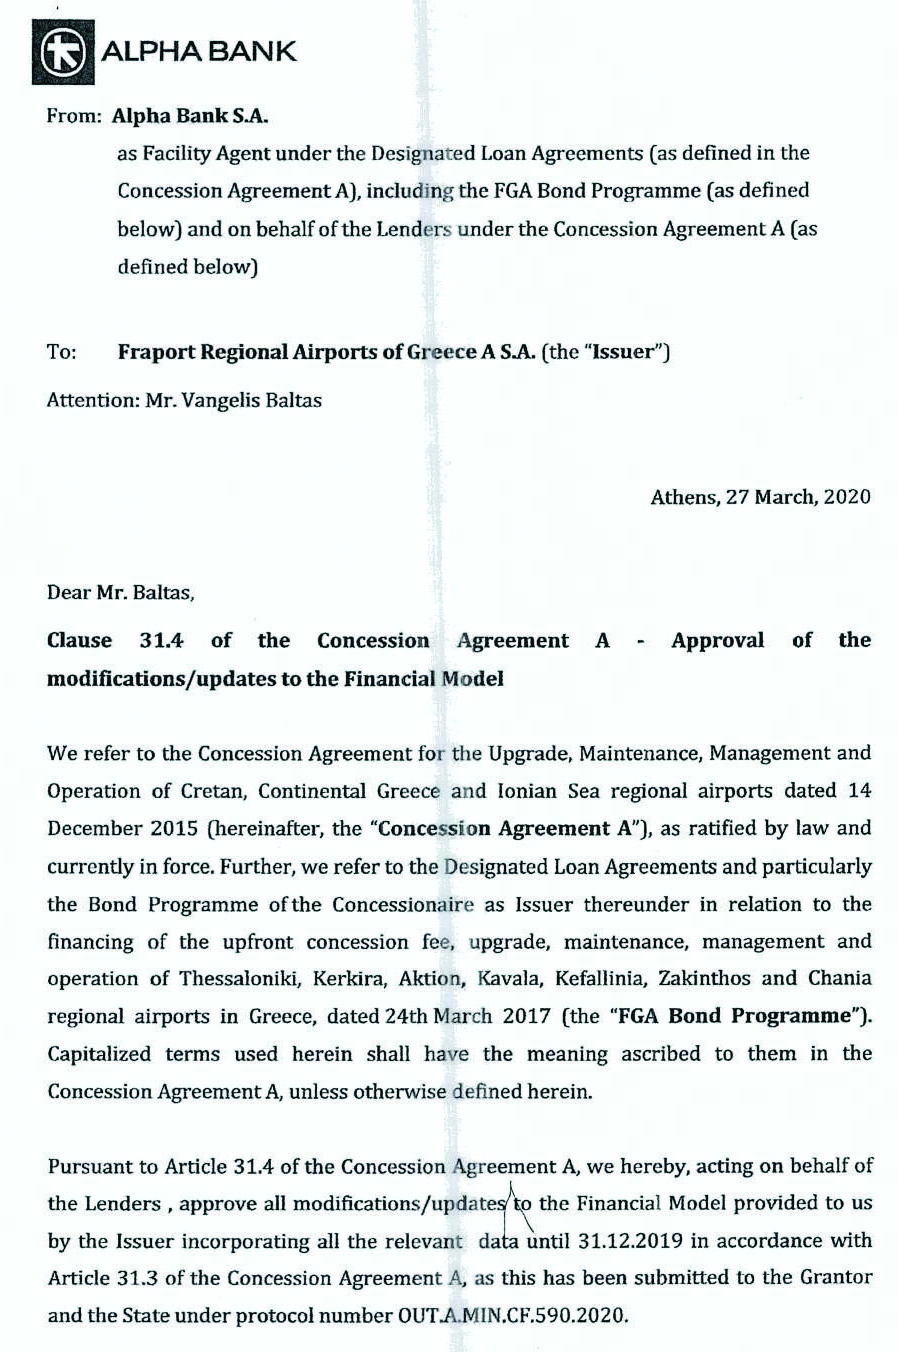 ALPHA BANK
From: Alpha Bank S.A.
as Facility Agent under the Designated Loan Agreements (as defined in the
Concession Agreement A), including the FGA Bond Programme (as defined
below) and on behalf of the Lenders under the Concession Agreement A (as
defined below)
To: Fraport Regional Airports of Greece A S.A. (the “Issuer”)
Attention: Mr. Vangelis Baltas
Athens, 27 March, 2020
Dear Mr. Baltas,
Clause 31.4 of the Concession Agreement A - Approval of the
modifications/updates to the Financial Model
We refer to the Concession Agreement for the Upgrade, Maintenance, Management and
Operation of Cretan, Continental Greece and Ionian Sea regional airports dated 14
December 2015 (hereinafter, the “Concession Agreement A”), as ratified by law and
currently in force. Further, we refer to the Designated Loan Agreements and particularly
the Bond Programme of the Concessionaire as Issuer thereunder in relation to the
financing of the upfront concession fee, upgrade, maintenance, management and
operation of Thessaloniki, Kerkira, Aktion, Kavala, Kefallinia, Zakinthos and Chania
regional airports in Greece, dated 24th March 2017 (the “FGA Bond Programme”).
Capitalized terms used herein shall have the meaning ascribed to them in the
Concession Agreement A, unless otherwise defined herein.
Pursuant to Article 31.4 of the Concession Agreement A, we hereby, acting on behalf of
the Lenders , approve all modifications/updates to the Financial Model provided to us
by the Issuer incorporating all the relevant data until 31.12.2019 in accordance with
Article 31.3 of the Concession Agreement A, as this has been submitted to the Grantor
and the State under protocol number OUT.A.MIN.CF.590.2020.